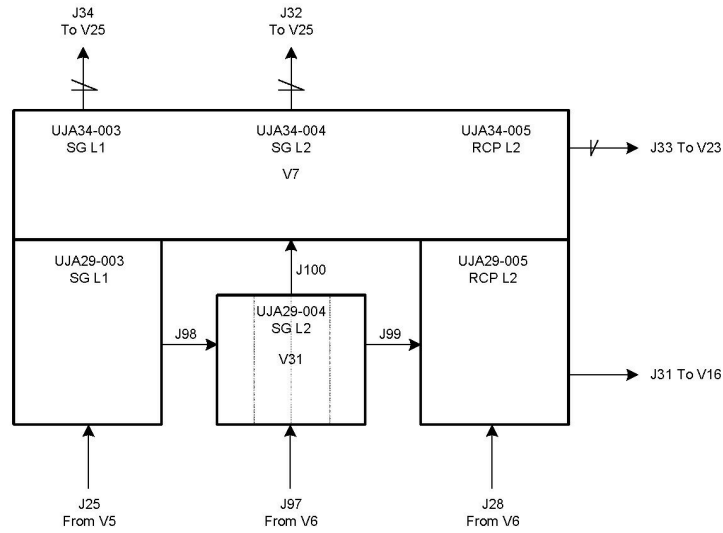 J34
To V25
J32
To V25
UJA34-003
SG L1
UJA34-004
SG L2
V7
UJA34-005
RCP L2
J33 To V23
UJA29-003
SG L1
J100
UJA29-005
RCP L2
UJA29-004
SG L2
V31
J98
J99
J31 To V16
J25
From V5
J97
From V6
J28
From V6